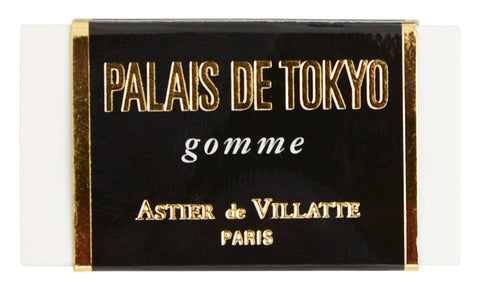 PALAIS DE TOKYO
gomme
ASTIER de VILLATTE
PARIS